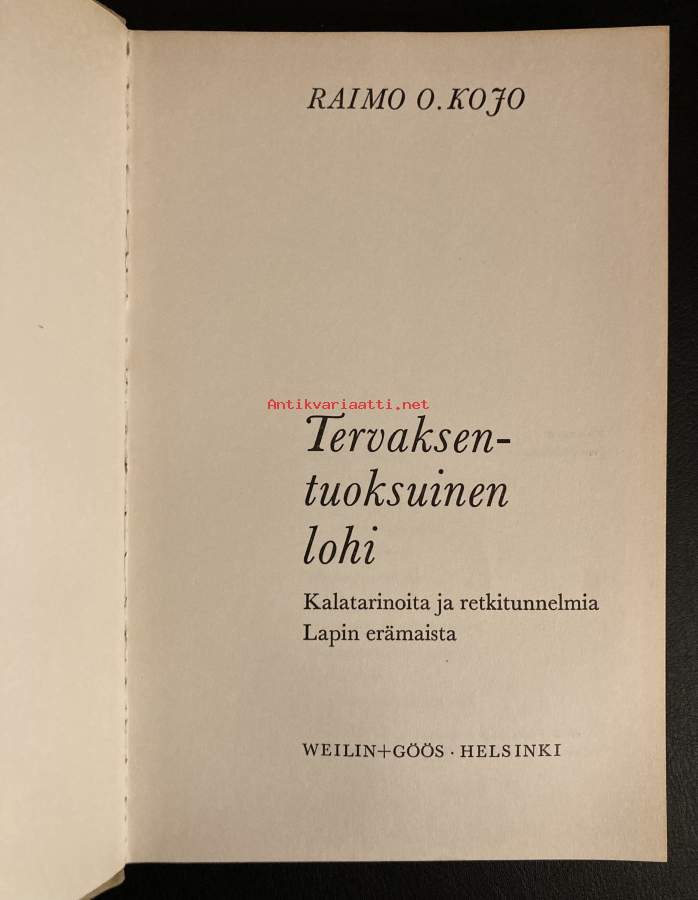 RAIMO O. KOJO
Antikvariaatti.net
Tervaksen-
tuoksuinen
lohi
Kalatarinoita ja retkitunnelmia
Lapin erämaista
WEILIN+GÖÖS · HELSINKI